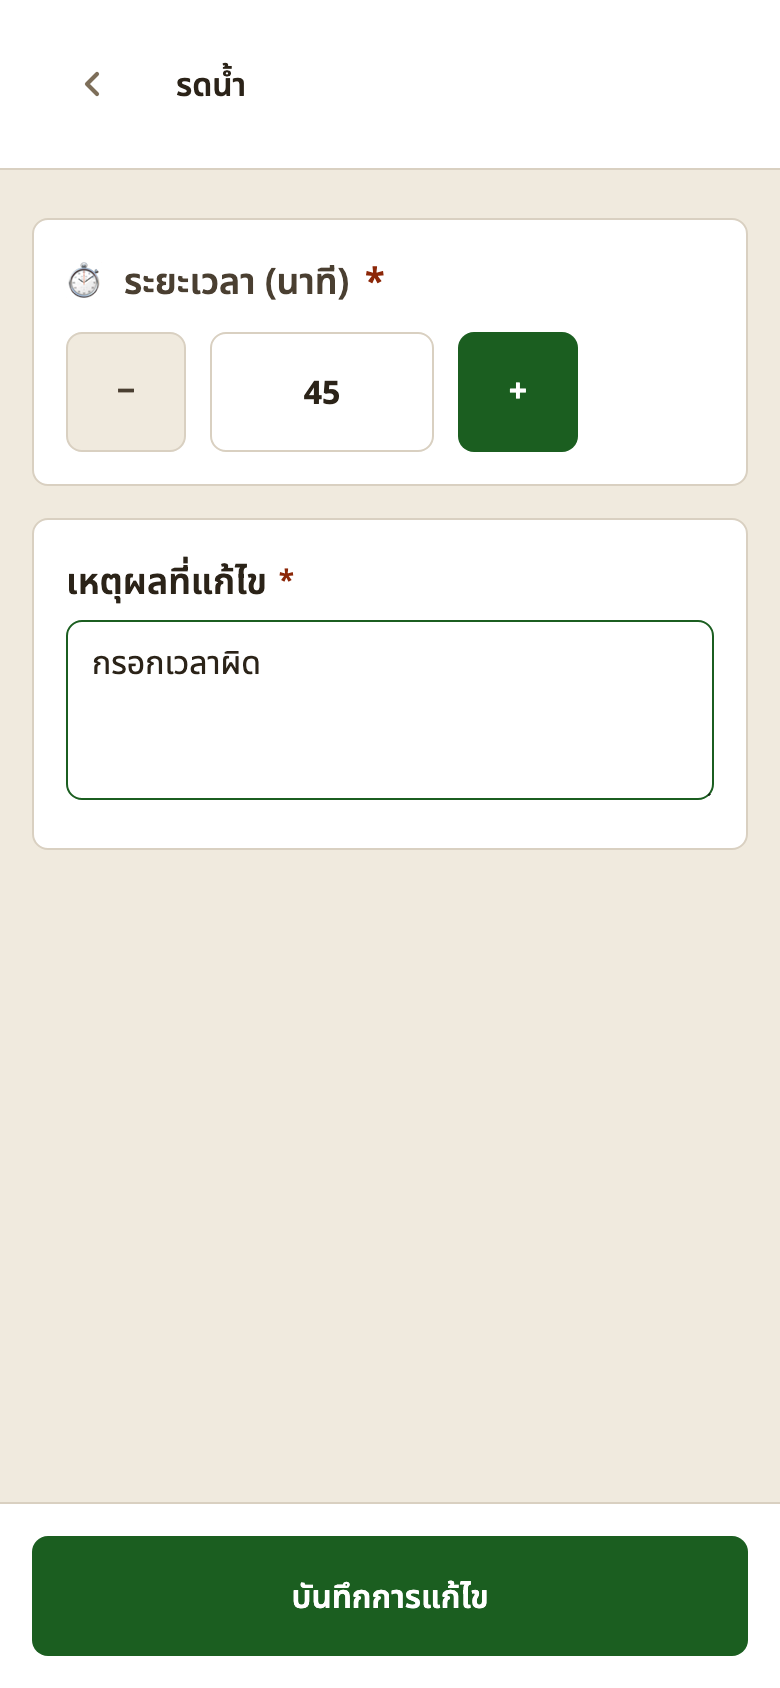 รดน้ำ
ระยะเวลา (นาที) *
− 45 +
เหตุผลที่แก้ไข *
กรอกเวลาผิด
บันทึกการแก้ไข